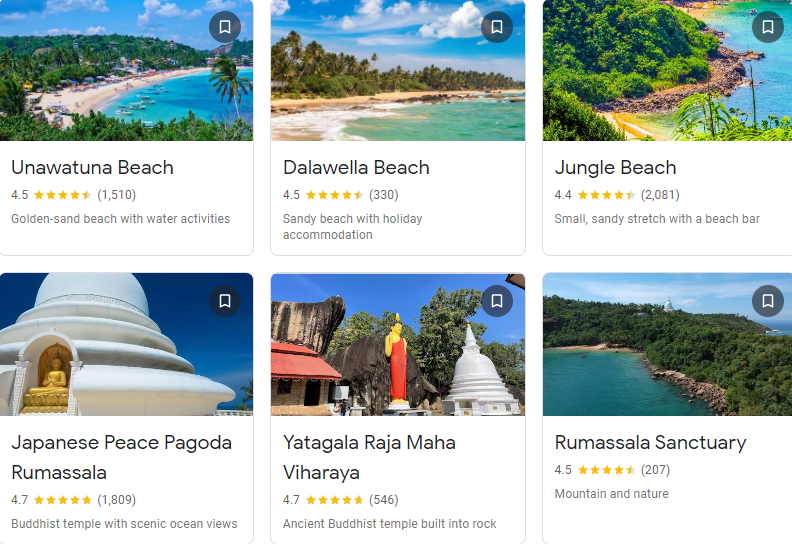 Unawatuna Beach
4.5 (1,510)
Golden-sand beach with water activities
Dalawella Beach
4.5 (330)
Sandy beach with holiday
accommodation
Jungle Beach
4.4 (2,081)
Small, sandy stretch with a beach bar
Japanese Peace Pagoda
Rumassala
4.7 (1,809)
Buddhist temple with scenic ocean views
Yatagala Raja Maha
Viharaya
4.7 (546)
Ancient Buddhist temple built into rock
Rumassala Sanctuary
4.5 (207)
Mountain and nature